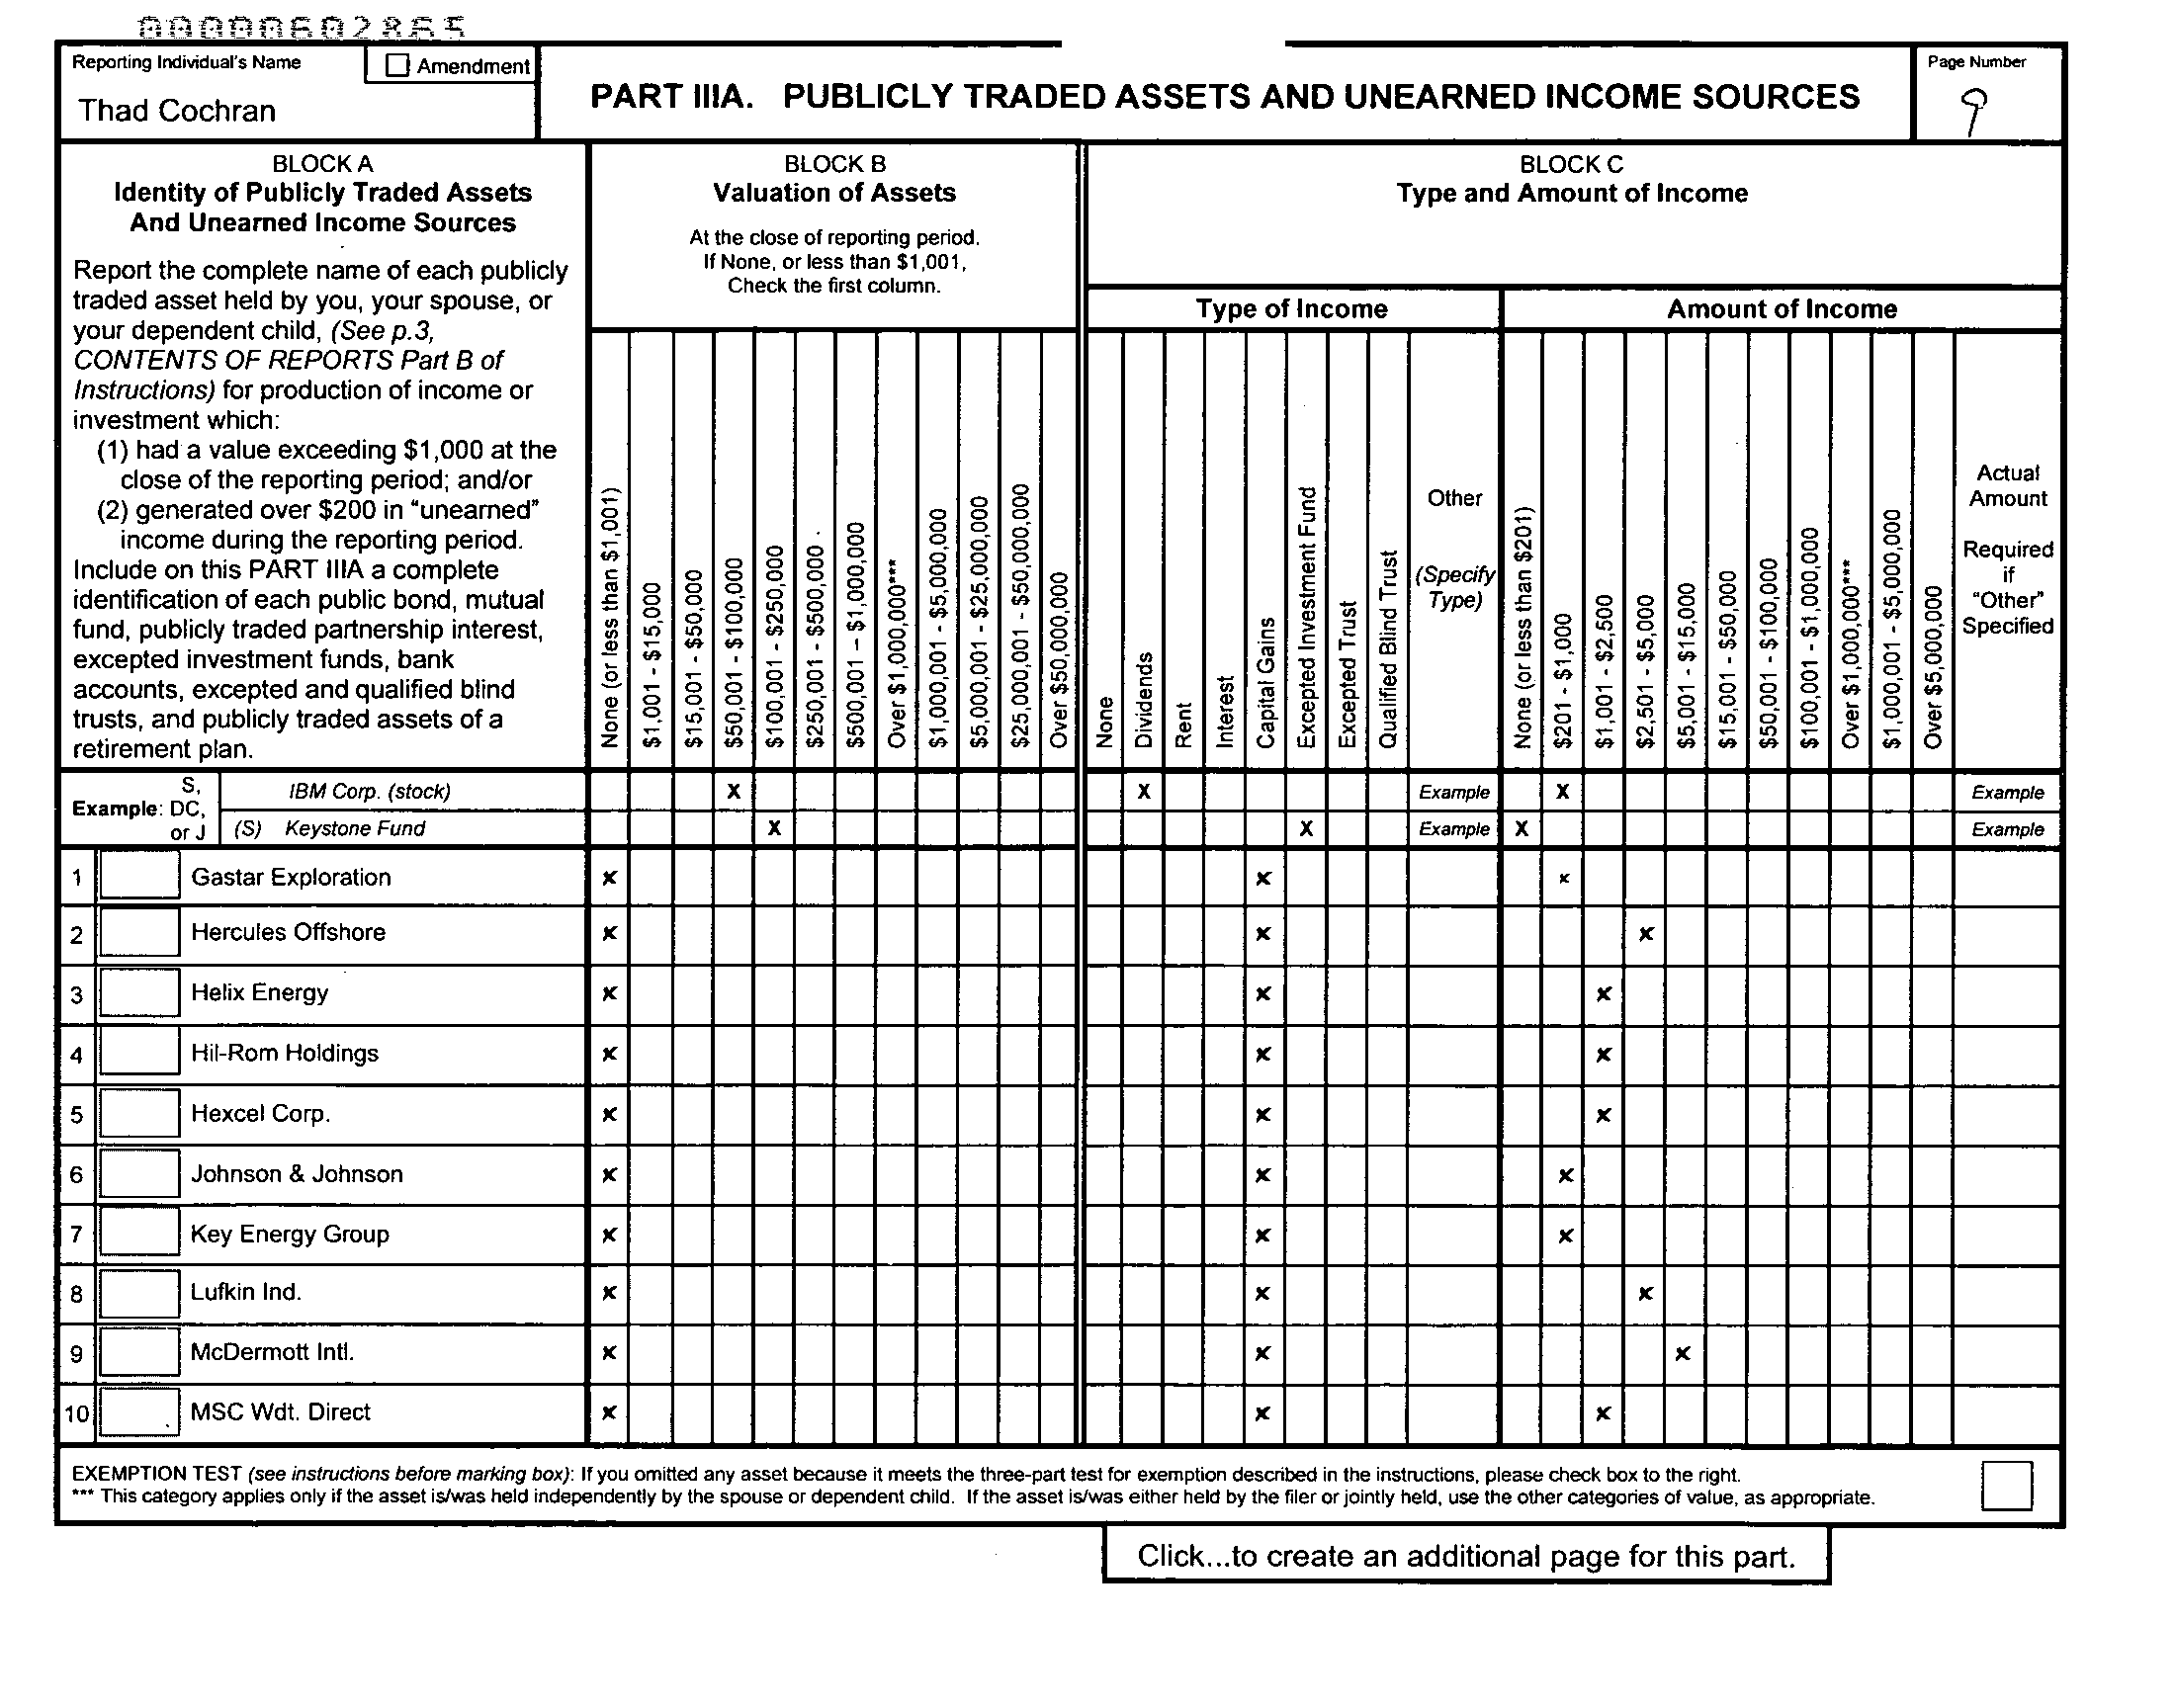 00000602865
Reporting Individual's Name
Amendment
Thad Cochran
PART IIIA. PUBLICLY TRADED ASSETS AND UNEARNED INCOME SOURCES
Page Number
9
BLOCK A
Identity of Publicly Traded Assets
And Unearned Income Sources
Report the complete name of each publicly
traded asset held by you, your spouse, or
your dependent child, (See p.3,
CONTENTS OF REPORTS Part B of
Instructions) for production of income or
investment which:
(1) had a value exceeding $1,000 at the
close of the reporting period; and/or
(2) generated over $200 in "unearned"
income during the reporting period.
Include on this PART IIIA a complete
identification of each public bond, mutual
fund, publicly traded partnership interest,
excepted investment funds, bank
accounts, excepted and qualified blind
trusts, and publicly traded assets of a
retirement plan.
BLOCK B
Valuation of Assets
At the close of reporting period.
If None, or less than $1,001,
Check the first column.
BLOCK C
Type and Amount of Income
Type of Income
Amount of Income
None (or less than $1,001)
$1,001 - $15,000
$15,001 - $50,000
$50,001 - $100,000
$100,001 - $250,000
$250,001 - $500,000
$500,001 – $1,000,000
Over $1,000,000***
$1,000,001 - $5,000,000
$5,000,001 - $25,000,000
$25,000,001 - $50,000,000
Over $50,000,000
None
Dividends
Rent
Interest
Capital Gains
Excepted Investment Fund
Excepted Trust
Qualified Blind Trust
Other
(Specify
Type)
None (or less than $201)
$201 - $1,000
$1,001 - $2,500
$2,501 - $5,000
$5,001 - $15,000
$15,001 - $50,000
$50,001 - $100,000
$100,001 - $1,000,000
Over $1,000,000***
$1,000,001 - $5,000,000
Over $5,000,000
Actual
Amount
Required
if
"Other"
Specified
Example: S, DC, or J
IBM Corp. (stock) X X Example X Example
(S) Keystone Fund X X Example X Example
1 Gastar Exploration x x x
2 Hercules Offshore x x x
3 Helix Energy x x x
4 Hil-Rom Holdings x x x
5 Hexcel Corp. x x x
6 Johnson & Johnson x x x
7 Key Energy Group x x x
8 Lufkin Ind. x x x
9 McDermott Intl. x x x
10 MSC Wdt. Direct x x x
EXEMPTION TEST (see instructions before marking box): If you omitted any asset because it meets the three-part test for exemption described in the instructions, please check box to the right.
*** This category applies only if the asset is/was held independently by the spouse or dependent child. If the asset is/was either held by the filer or jointly held, use the other categories of value, as appropriate.
Click...to create an additional page for this part.